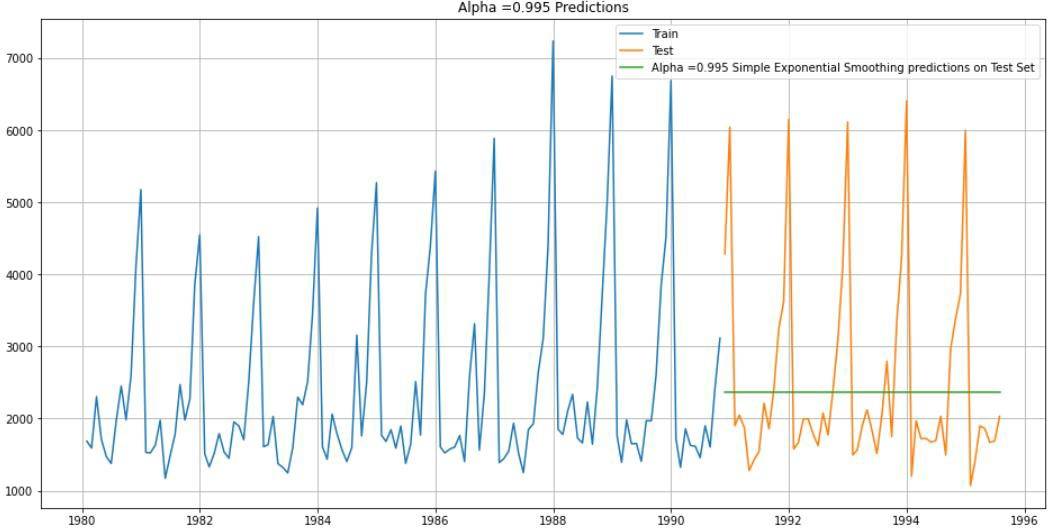 Alpha =0.995 Predictions
Train
Test
Alpha =0.995 Simple Exponential Smoothing predictions on Test Set
7000
6000
5000
4000
3000
2000
1000
1980 1982 1984 1986 1988 1990 1992 1994 1996